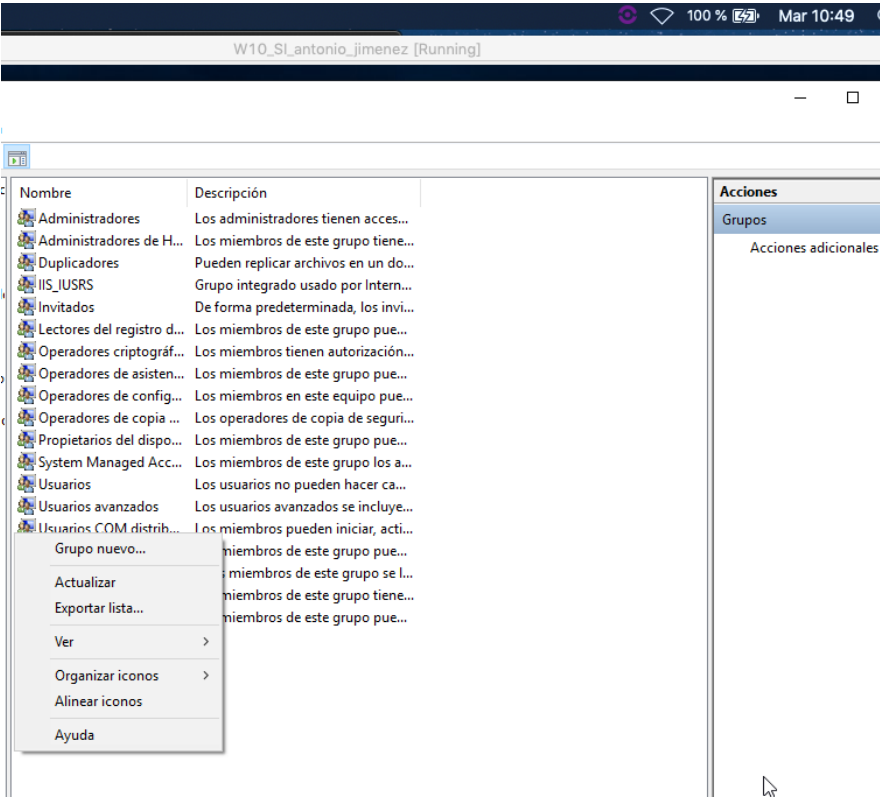 100 % Mar 10:49
W10_SI_antonio_jimenez [Running]
Nombre Descripción
Administradores Los administradores tienen acces...
Administradores de H... Los miembros de este grupo tiene...
Duplicadores Pueden replicar archivos en un do...
IIS_IUSRS Grupo integrado usado por Intern...
Invitados De forma predeterminada, los invi...
Lectores del registro d... Los miembros de este grupo pue...
Operadores criptográf... Los miembros tienen autorización...
Operadores de asisten... Los miembros de este grupo pue...
Operadores de config... Los miembros en este equipo pue...
Operadores de copia ... Los operadores de copia de seguri...
Propietarios del dispo... Los miembros de este grupo pue...
System Managed Acc... Los miembros de este grupo los a...
Usuarios Los usuarios no pueden hacer ca...
Usuarios avanzados Los usuarios avanzados se incluye...
Usuarios COM distrib... Los miembros pueden iniciar, acti...
miembros de este grupo pue...
miembros de este grupo se l...
miembros de este grupo tiene...
miembros de este grupo pue...
Grupo nuevo...
Actualizar
Exportar lista...
Ver
Organizar iconos
Alinear iconos
Ayuda
Acciones
Grupos
Acciones adicionales